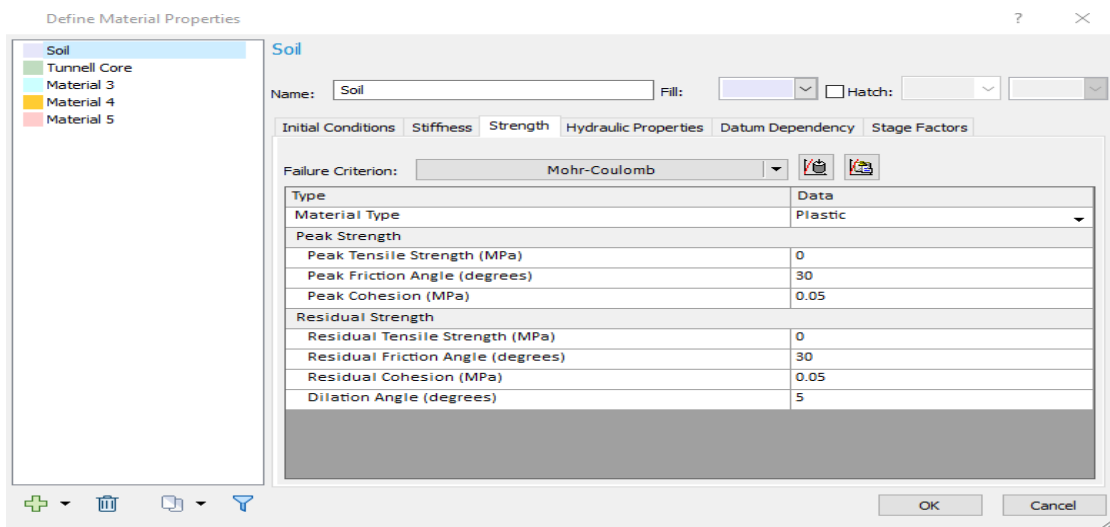 Define Material Properties
?
Soil
Tunnell Core
Material 3
Material 4
Material 5
Soil
Name: Soil Fill: Hatch:
Initial Conditions Stiffness Strength Hydraulic Properties Datum Dependency Stage Factors
Failure Criterion: Mohr-Coulomb
Type Data
Material Type Plastic
Peak Strength
Peak Tensile Strength (MPa) 0
Peak Friction Angle (degrees) 30
Peak Cohesion (MPa) 0.05
Residual Strength
Residual Tensile Strength (MPa) 0
Residual Friction Angle (degrees) 30
Residual Cohesion (MPa) 0.05
Dilation Angle (degrees) 5
OK Cancel